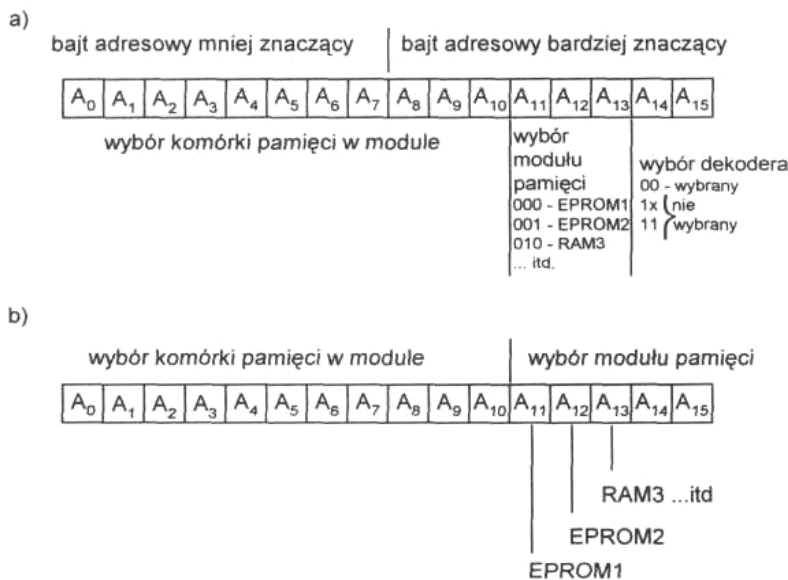 a)
bajt adresowy mniej znaczący
bajt adresowy bardziej znaczący
A0 A1 A2 A3 A4 A5 A6 A7 A8 A9 A10 A11 A12 A13 A14 A15
wybór komórki pamięci w module
wybór
modułu
pamięci
000 - EPROM1
001 - EPROM2
010 - RAM3
... itd.
wybór dekodera
00 - wybrany
1x nie
11 wybrany
b)
wybór komórki pamięci w module
wybór modułu pamięci
A0 A1 A2 A3 A4 A5 A6 A7 A8 A9 A10 A11 A12 A13 A14 A15
RAM3 ...itd
EPROM2
EPROM1